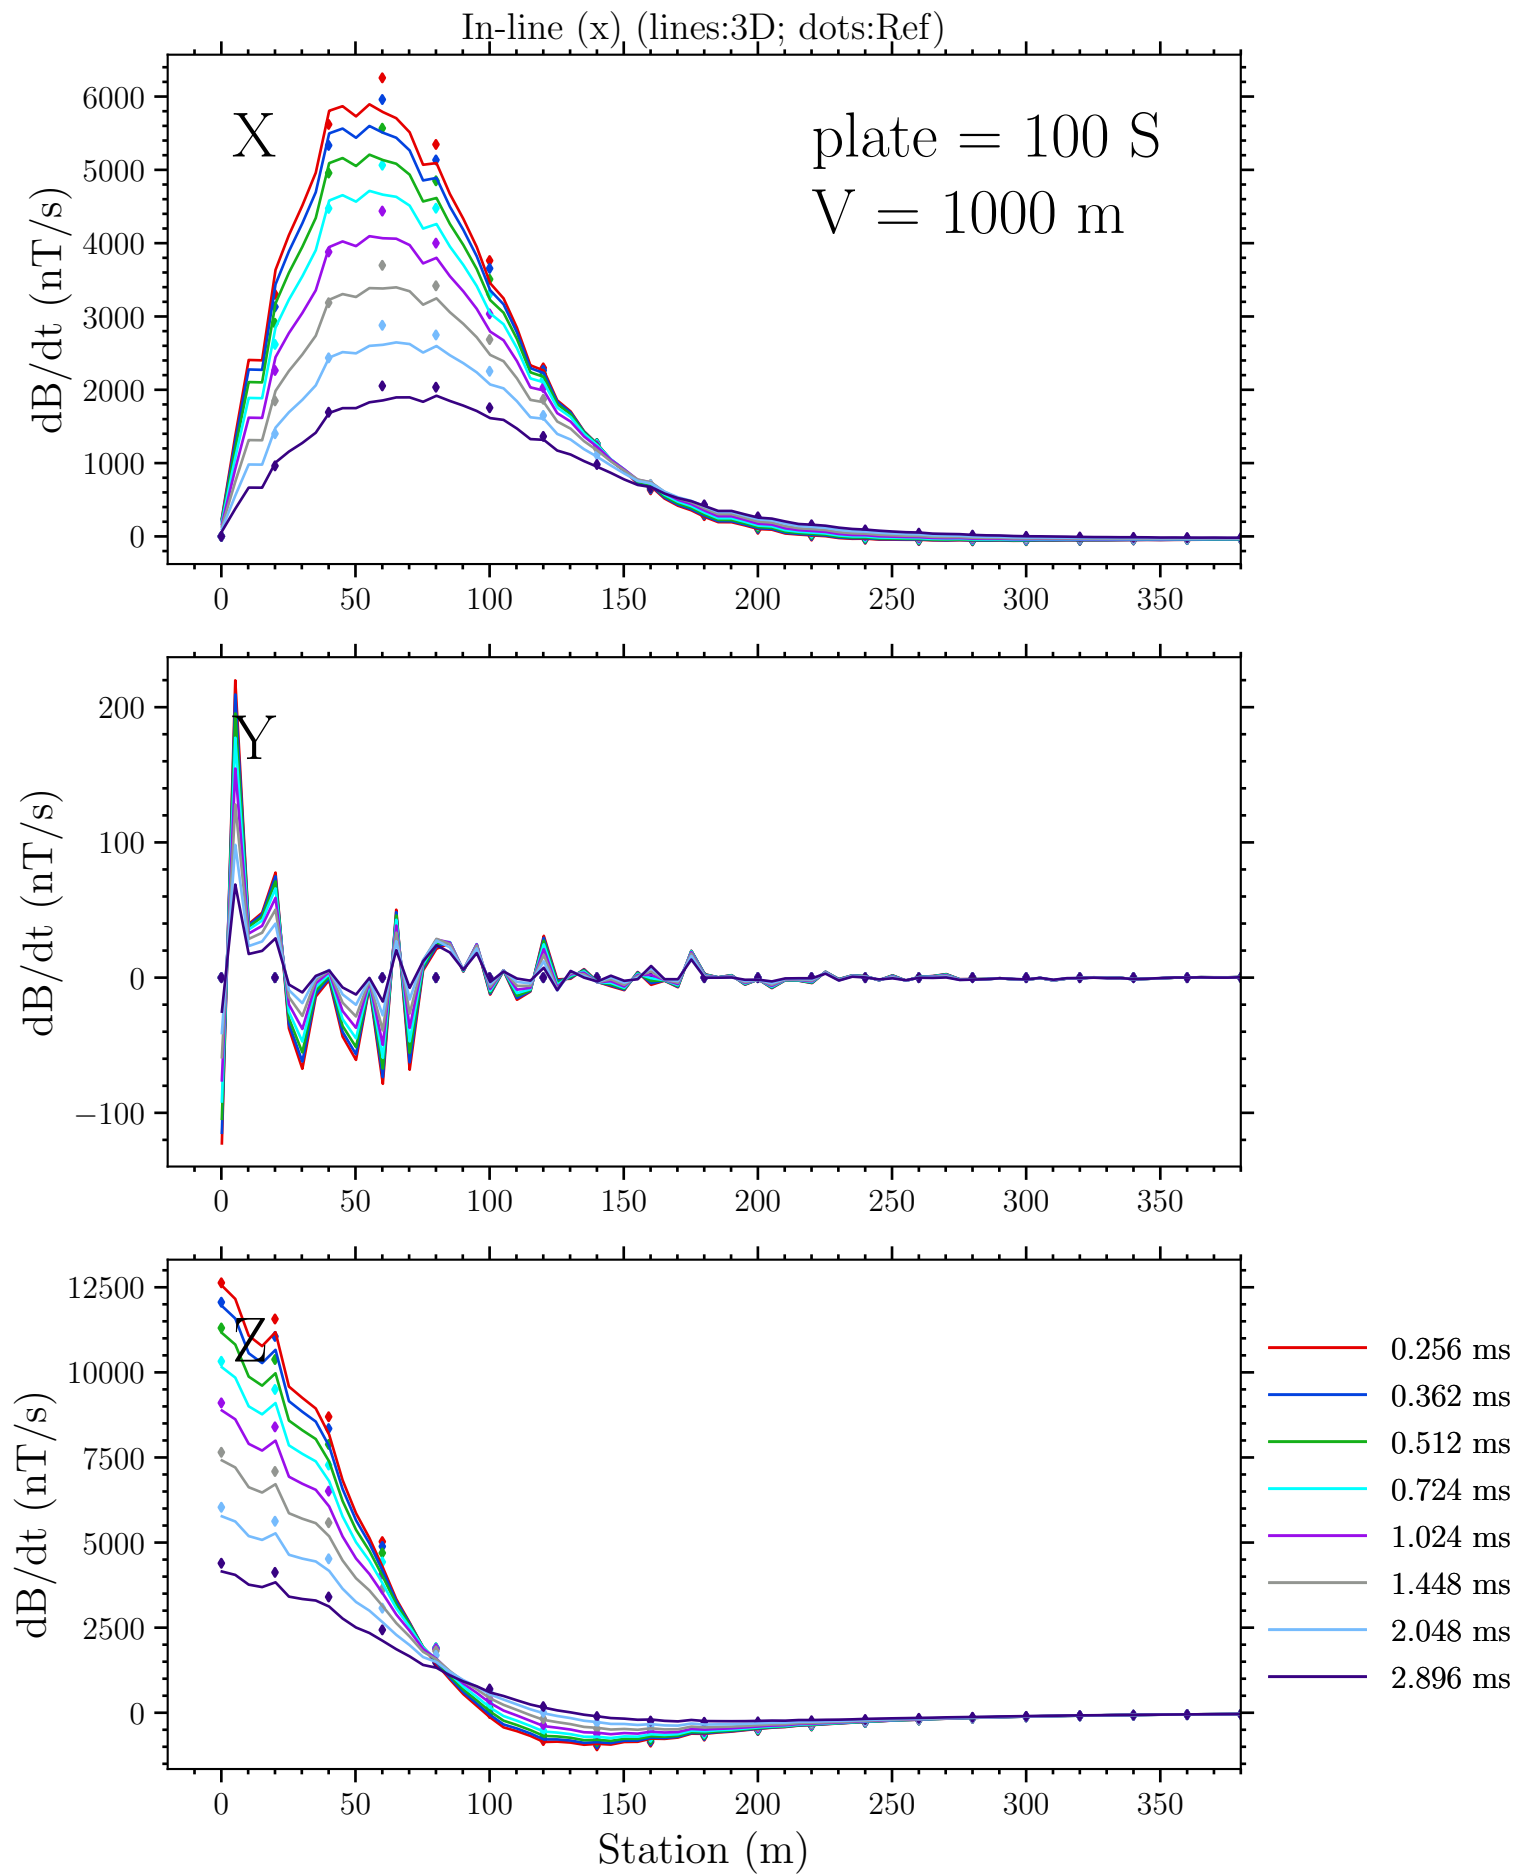 In-line (x) (lines:3D; dots:Ref)
X
plate = 100 S
V = 1000 m
dB/dt (nT/s)
6000
5000
4000
3000
2000
1000
0
0 50 100 150 200 250 300 350
Y
dB/dt (nT/s)
200
100
0
−100
0 50 100 150 200 250 300 350
Z
dB/dt (nT/s)
12500
10000
7500
5000
2500
0
0 50 100 150 200 250 300 350
Station (m)
0.256 ms
0.362 ms
0.512 ms
0.724 ms
1.024 ms
1.448 ms
2.048 ms
2.896 ms